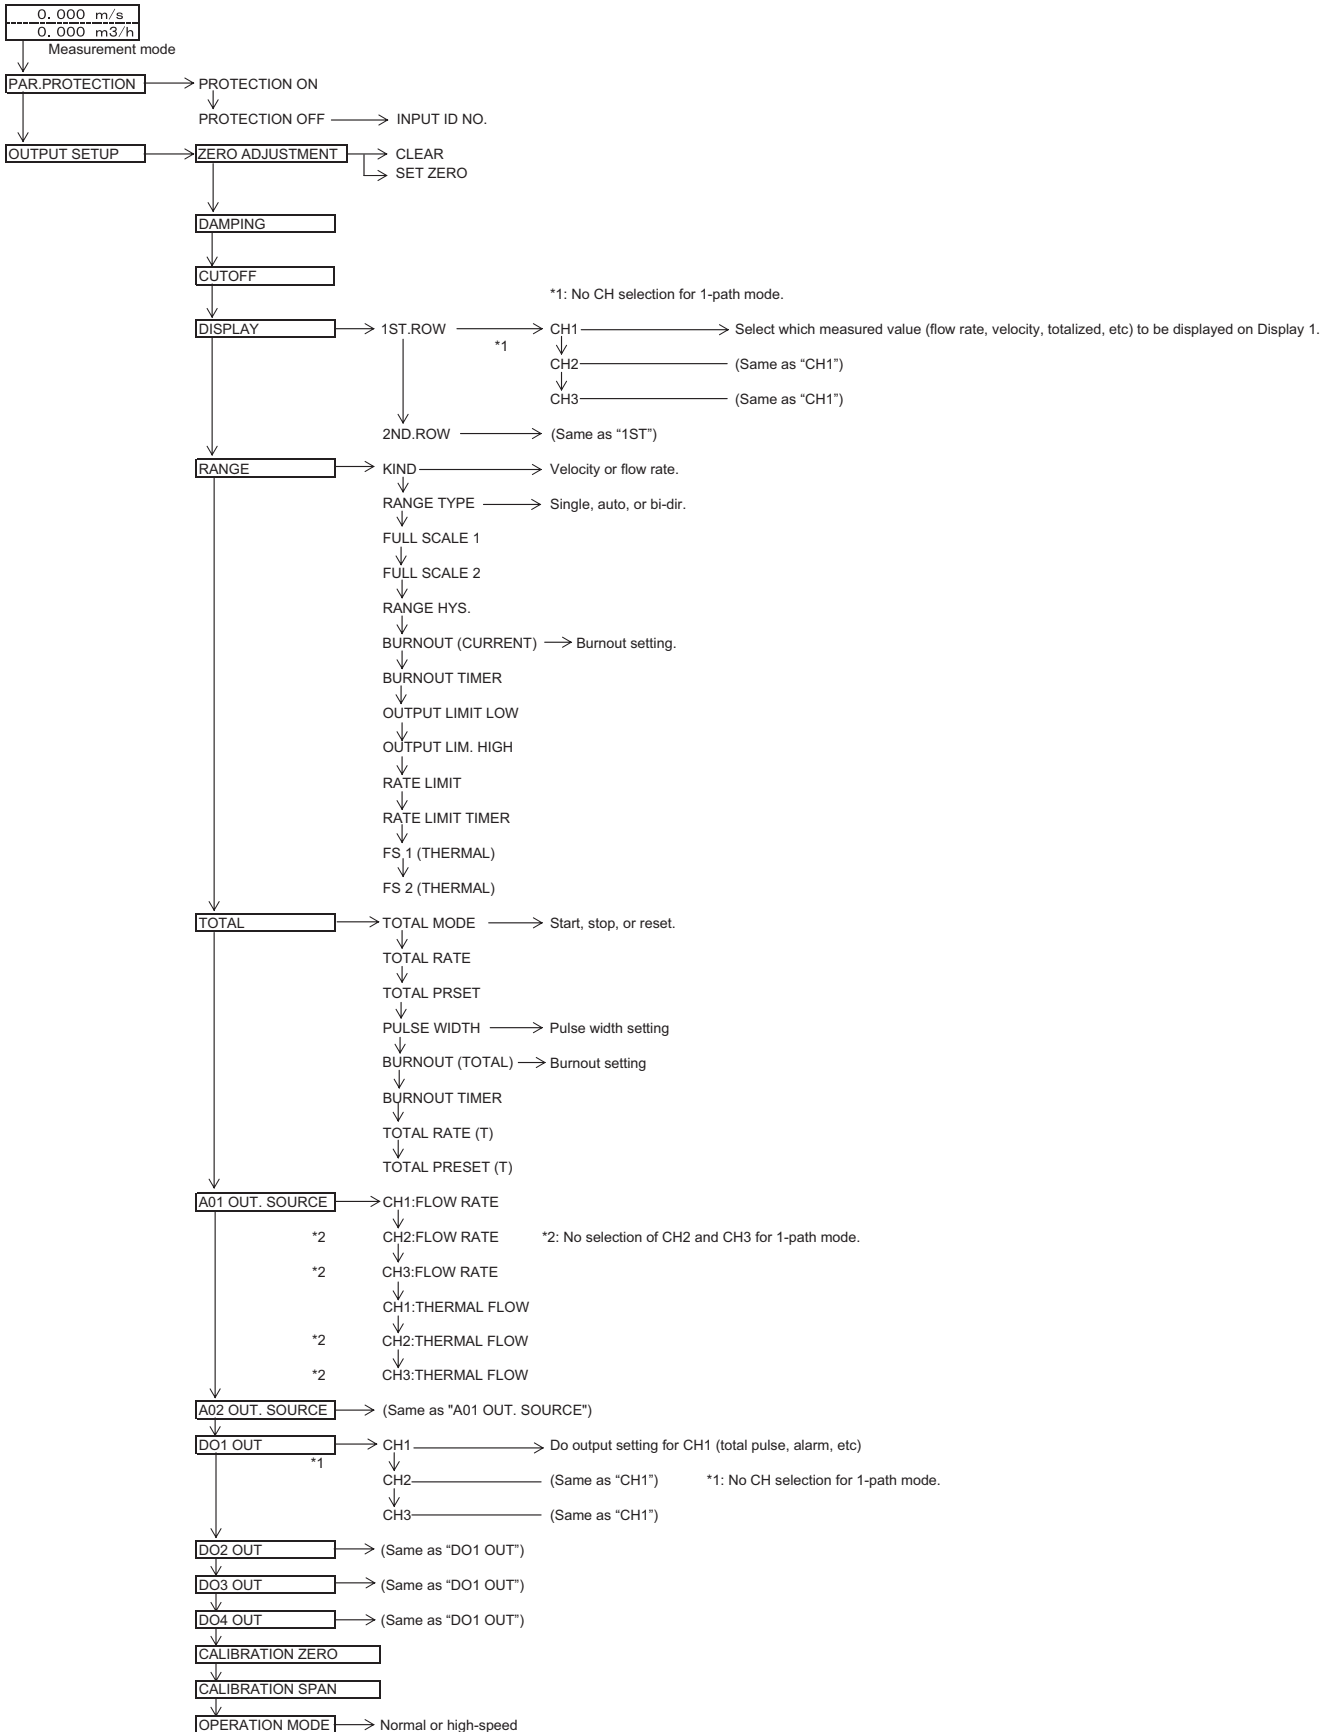 0. 000 m/s
0. 000 m3/h
Measurement mode
PAR.PROTECTION PROTECTION ON
PROTECTION OFF INPUT ID NO.
OUTPUT SETUP ZERO ADJUSTMENT CLEAR
SET ZERO
DAMPING
CUTOFF
*1: No CH selection for 1-path mode.
DISPLAY 1ST.ROW CH1 Select which measured value (flow rate, velocity, totalized, etc) to be displayed on Display 1.
*1
CH2 (Same as “CH1”)
CH3 (Same as “CH1”)
2ND.ROW (Same as “1ST”)
RANGE KIND Velocity or flow rate.
RANGE TYPE Single, auto, or bi-dir.
FULL SCALE 1
FULL SCALE 2
RANGE HYS.
BURNOUT (CURRENT) Burnout setting.
BURNOUT TIMER
OUTPUT LIMIT LOW
OUTPUT LIM. HIGH
RATE LIMIT
RATE LIMIT TIMER
FS 1 (THERMAL)
FS 2 (THERMAL)
TOTAL TOTAL MODE Start, stop, or reset.
TOTAL RATE
TOTAL PRSET
PULSE WIDTH Pulse width setting
BURNOUT (TOTAL) Burnout setting
BURNOUT TIMER
TOTAL RATE (T)
TOTAL PRESET (T)
A01 OUT. SOURCE CH1:FLOW RATE
*2 CH2:FLOW RATE *2: No selection of CH2 and CH3 for 1-path mode.
*2 CH3:FLOW RATE
CH1:THERMAL FLOW
*2 CH2:THERMAL FLOW
*2 CH3:THERMAL FLOW
A02 OUT. SOURCE (Same as "A01 OUT. SOURCE")
DO1 OUT CH1 Do output setting for CH1 (total pulse, alarm, etc)
*1
CH2 (Same as “CH1”) *1: No CH selection for 1-path mode.
CH3 (Same as “CH1”)
DO2 OUT (Same as “DO1 OUT”)
DO3 OUT (Same as “DO1 OUT”)
DO4 OUT (Same as “DO1 OUT”)
CALIBRATION ZERO
CALIBRATION SPAN
OPERATION MODE Normal or high-speed